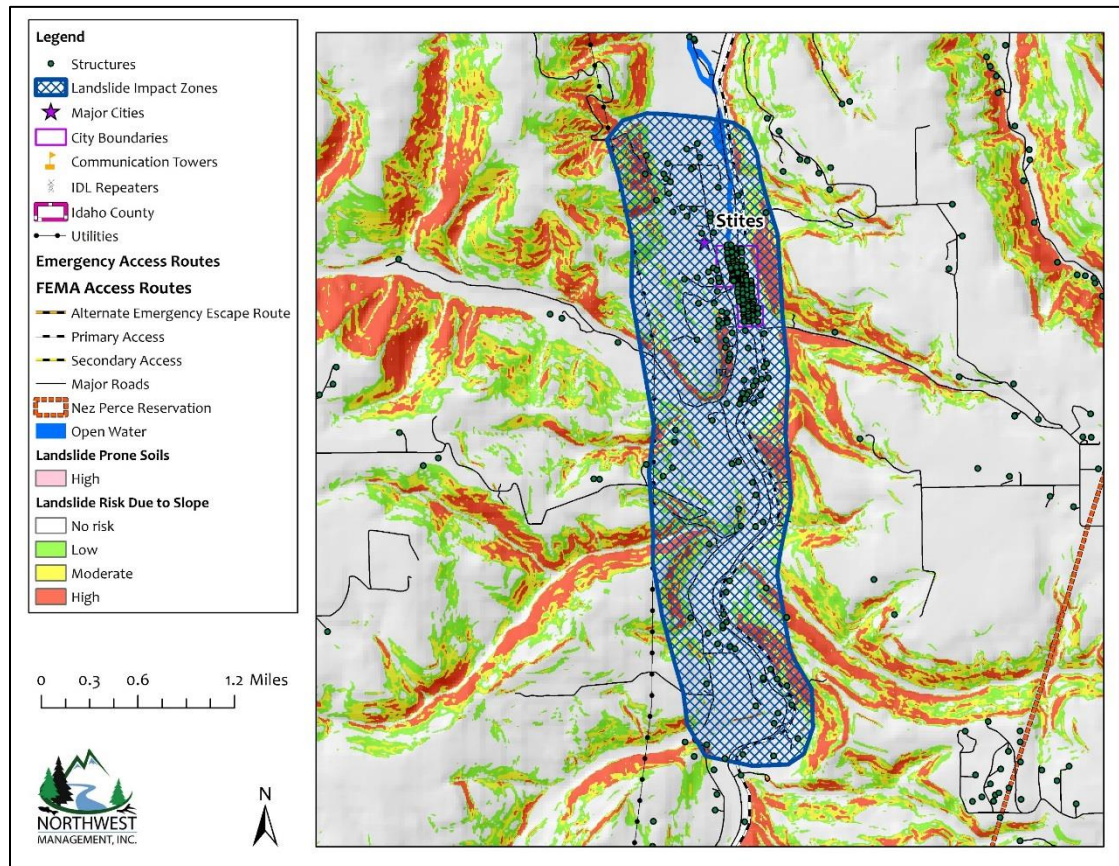 Legend
Structures
Landslide Impact Zones
Major Cities
City Boundaries
Communication Towers
IDL Repeaters
Idaho County
Utilities
Emergency Access Routes
FEMA Access Routes
Alternate Emergency Escape Route
Primary Access
Secondary Access
Major Roads
Nez Perce Reservation
Open Water
Landslide Prone Soils
High
Landslide Risk Due to Slope
No risk
Low
Moderate
High
0 0.3 0.6 1.2 Miles
NORTHWEST
MANAGEMENT, INC.
N
Stites